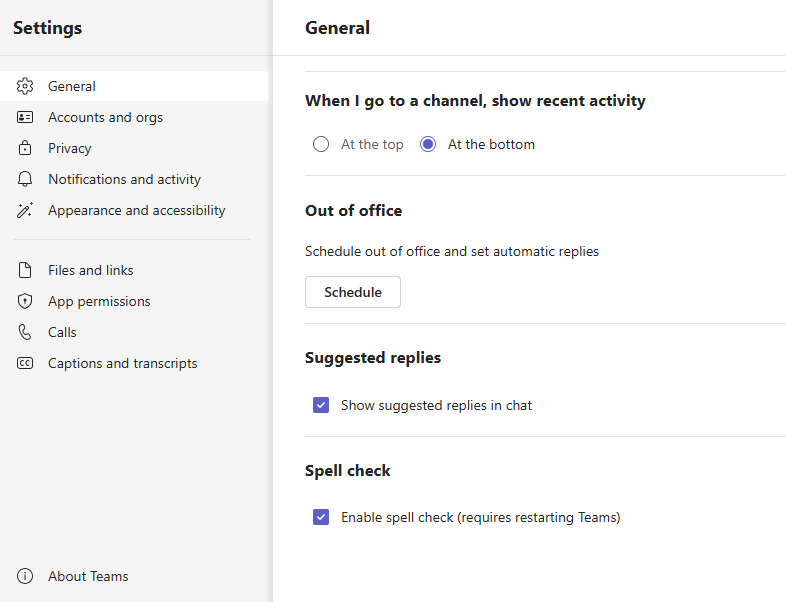 Settings
General
Accounts and orgs
Privacy
Notifications and activity
Appearance and accessibility
Files and links
App permissions
Calls
CC Captions and transcripts
About Teams
General
When I go to a channel, show recent activity
At the top At the bottom
Out of office
Schedule out of office and set automatic replies
Schedule
Suggested replies
Show suggested replies in chat
Spell check
Enable spell check (requires restarting Teams)